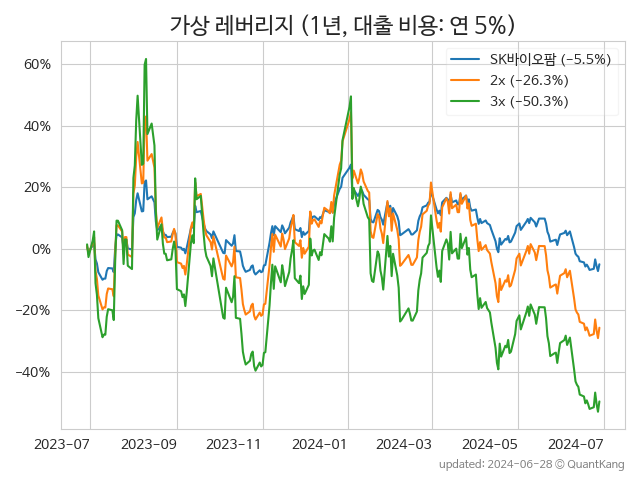 가상 레버리지 (1년, 대출 비용: 연 5%)
SK바이오팜 (−5.5%)
2x (−26.3%)
3x (−50.3%)
60%
40%
20%
0%
−20%
−40%
2023-07 2023-09 2023-11 2024-01 2024-03 2024-05 2024-07
updated: 2024-06-28 © QuantKang